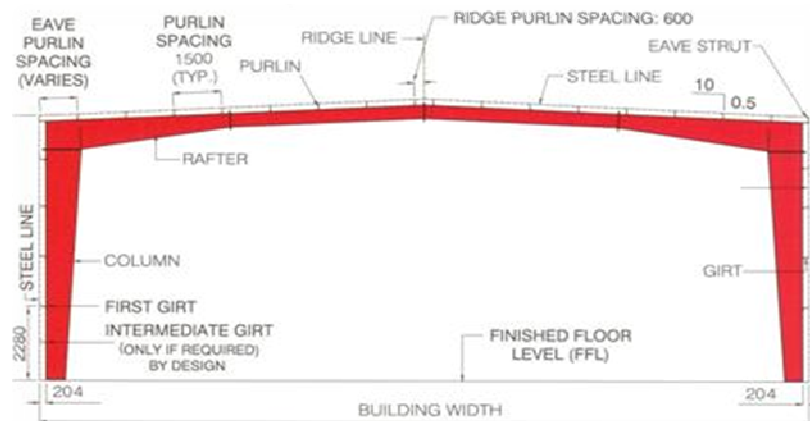 EAVE
PURLIN
SPACING
(VARIES)
PURLIN
SPACING
1500
(TYP.)
PURLIN
RIDGE LINE
RIDGE PURLIN SPACING: 600
EAVE STRUT
STEEL LINE
10
0.5
RAFTER
STEEL LINE
COLUMN
GIRT
FIRST GIRT
2280
INTERMEDIATE GIRT
(ONLY IF REQUIRED)
BY DESIGN
FINISHED FLOOR
LEVEL (FFL)
204
204
BUILDING WIDTH